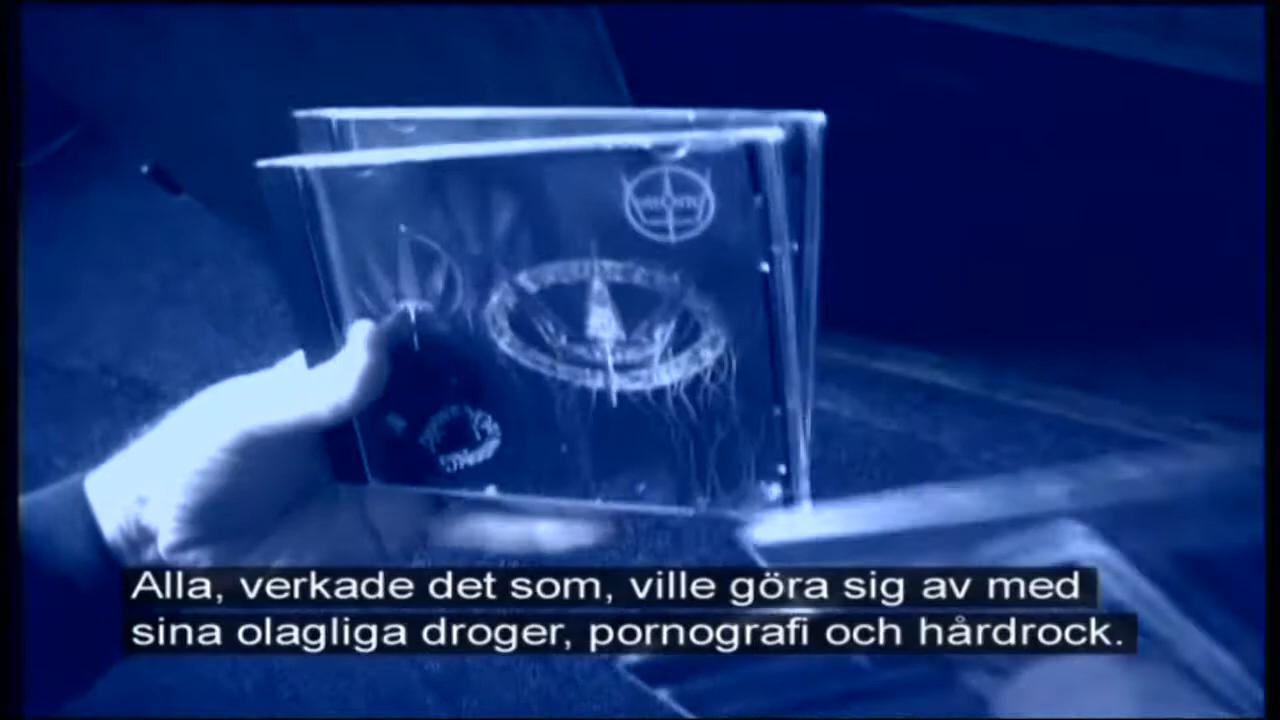 Alla, verkade det som, ville göra sig av med
sina olagliga droger, pornografi och hårdrock.